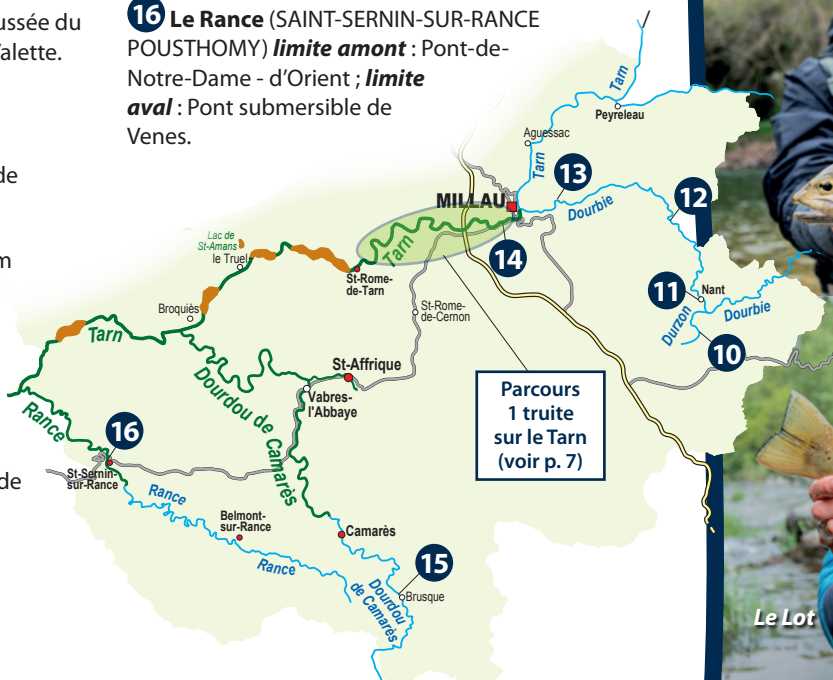 ussée du
alette.
de
m
de
16 Le Rance (SAINT-SERNIN-SUR-RANCE
POUSTHOMY) limite amont : Pont-de-
Notre-Dame - d'Orient ; limite
aval : Pont submersible de
Venes.
Tarn
Peyreleau
Aguessac
Tarn
13
MILLAU
Dourbie
12
Lac de
St-Amans
le Truel
Tarn
14
St-Rome-
de-Tarn
11
Nant
Broquiès
St-Rome-
de-Cernon
Durzon
Dourbie
10
Tarn
St-Affrique
Dourdou de Camarès
Vabres-
l'Abbaye
Parcours
1 truite
sur le Tarn
(voir p. 7)
Rance
16
St-Sernin-
sur-Rance
Rance
Belmont-
sur-Rance
Camarès
Rance
15
Dourdou
de Camarès
Brusque
Le Lot